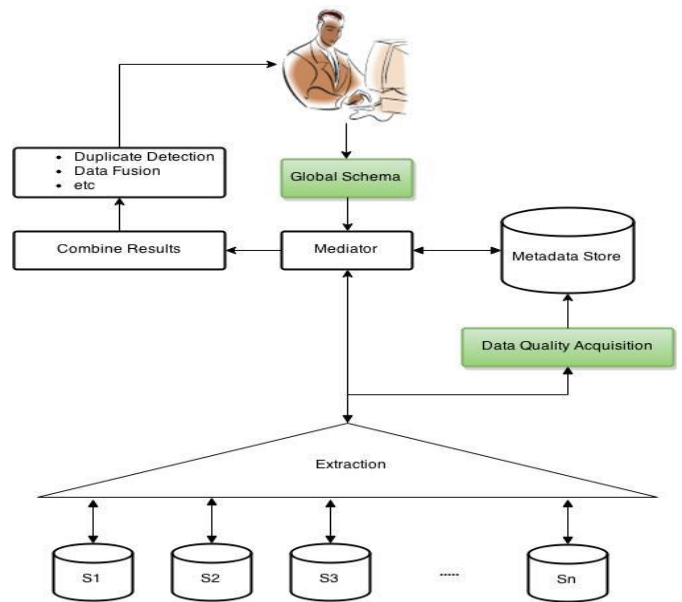 • Duplicate Detection
• Data Fusion
• etc
Global Schema
Combine Results
Mediator
Metadata Store
Data Quality Acquisition
Extraction
S1
S2
S3
.....
Sn